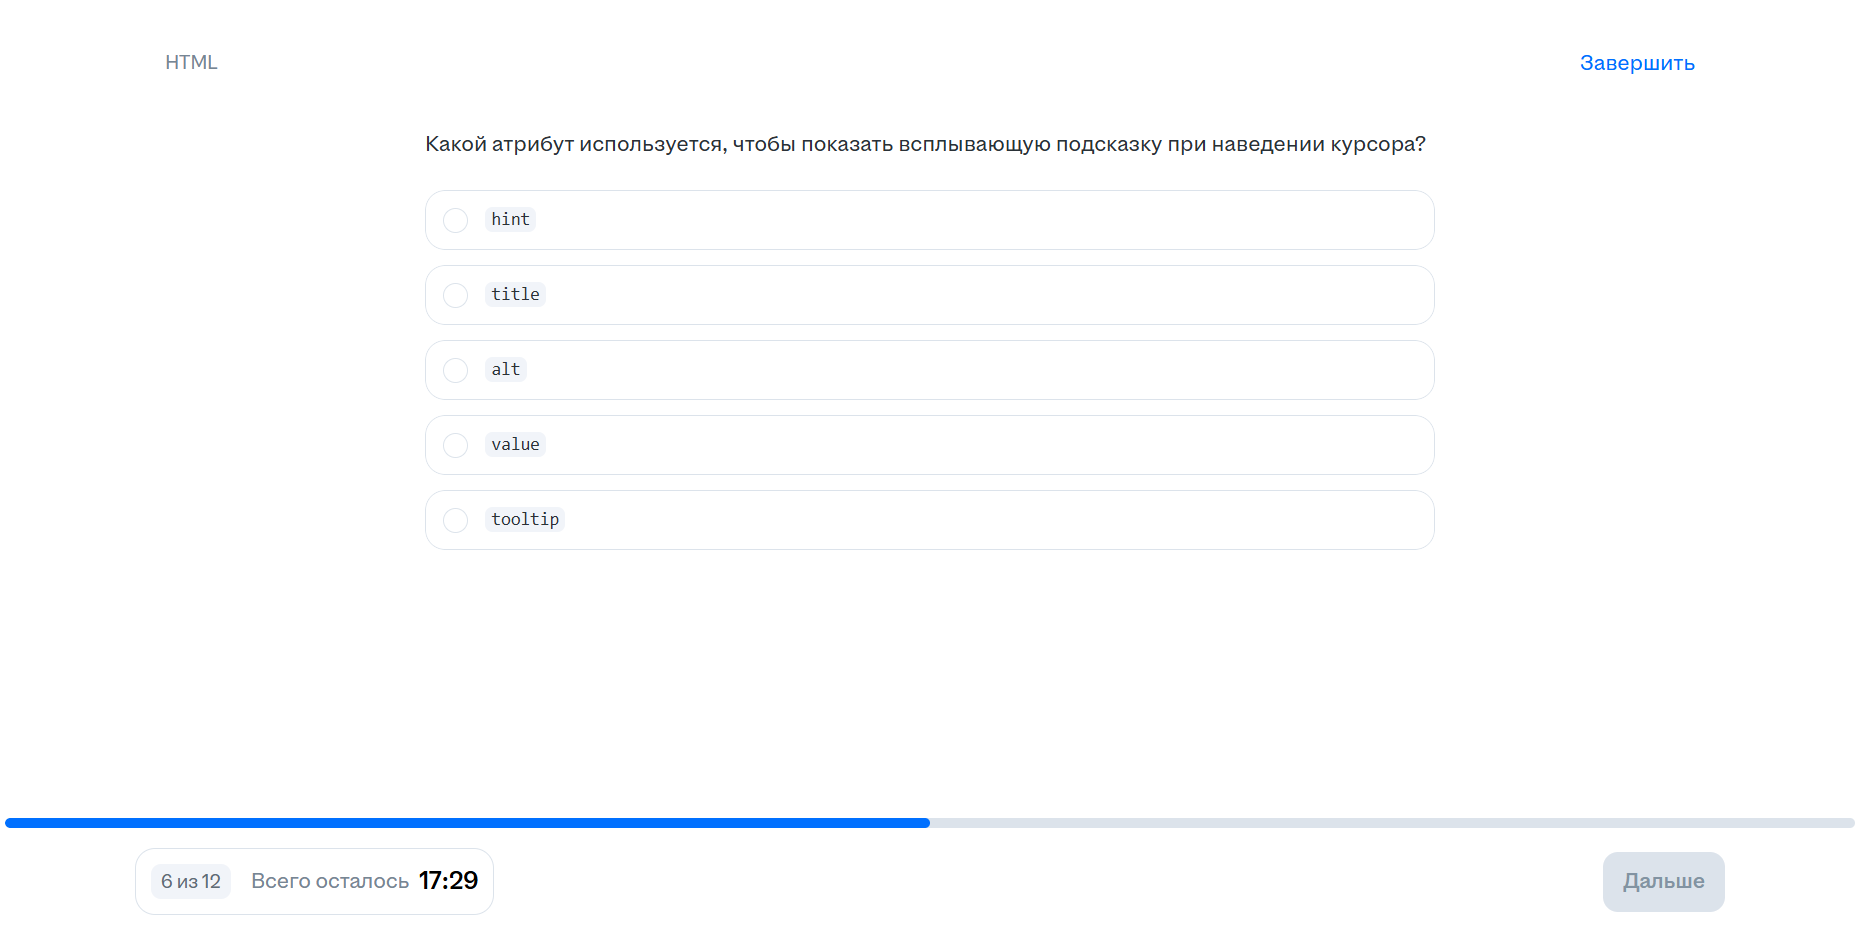 HTML
Завершить
Какой атрибут используется, чтобы показать всплывающую подсказку при наведении курсора?
hint
title
alt
value
tooltip
6 из 12 Всего осталось 17:29
Дальше